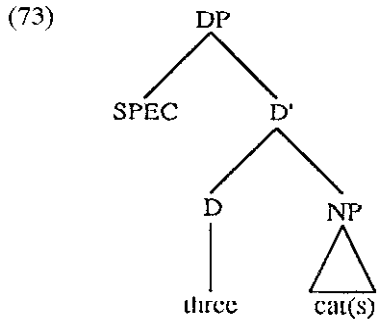 (73) DP
SPEC D'
D NP
three cat(s)